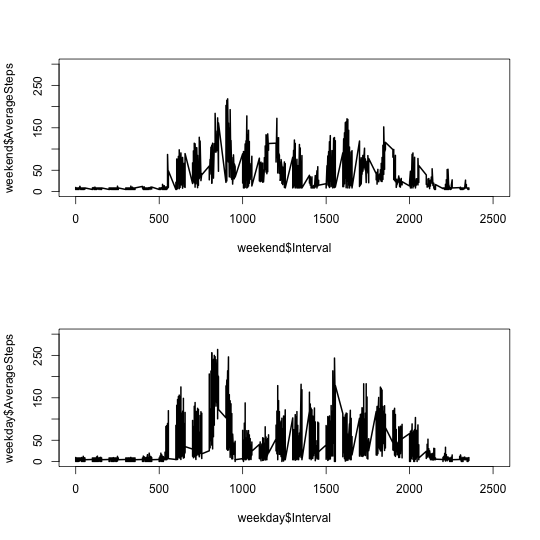 weekend$AverageSteps
0 50 150 250
0 500 1000 1500 2000 2500
weekend$Interval
weekday$AverageSteps
0 50 150 250
0 500 1000 1500 2000 2500
weekday$Interval